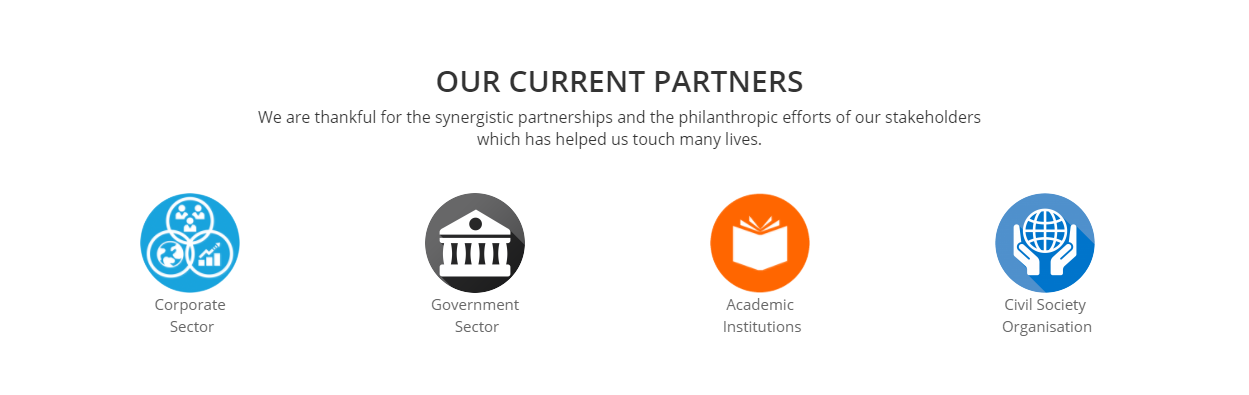 OUR CURRENT PARTNERS
We are thankful for the synergistic partnerships and the philanthropic efforts of our stakeholders
which has helped us touch many lives.
Corporate
Sector
Government
Sector
Academic
Institutions
Civil Society
Organisation